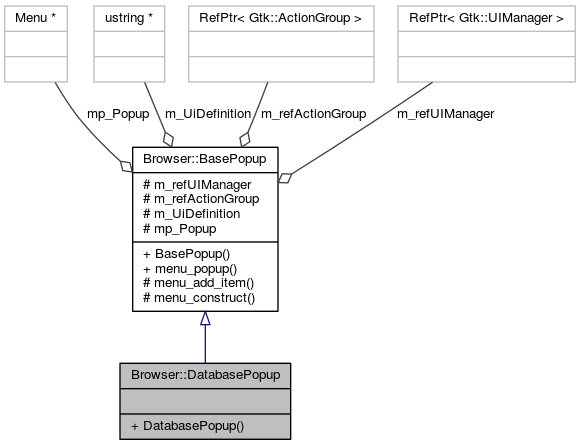 Menu *
ustring *
RefPtr< Gtk::ActionGroup >
RefPtr< Gtk::UIManager >
mp_Popup
m_UiDefinition
m_refActionGroup
m_refUIManager
Browser::BasePopup
# m_refUIManager
# m_refActionGroup
# m_UiDefinition
# mp_Popup
+ BasePopup()
+ menu_popup()
# menu_add_item()
# menu_construct()
Browser::DatabasePopup
+ DatabasePopup()